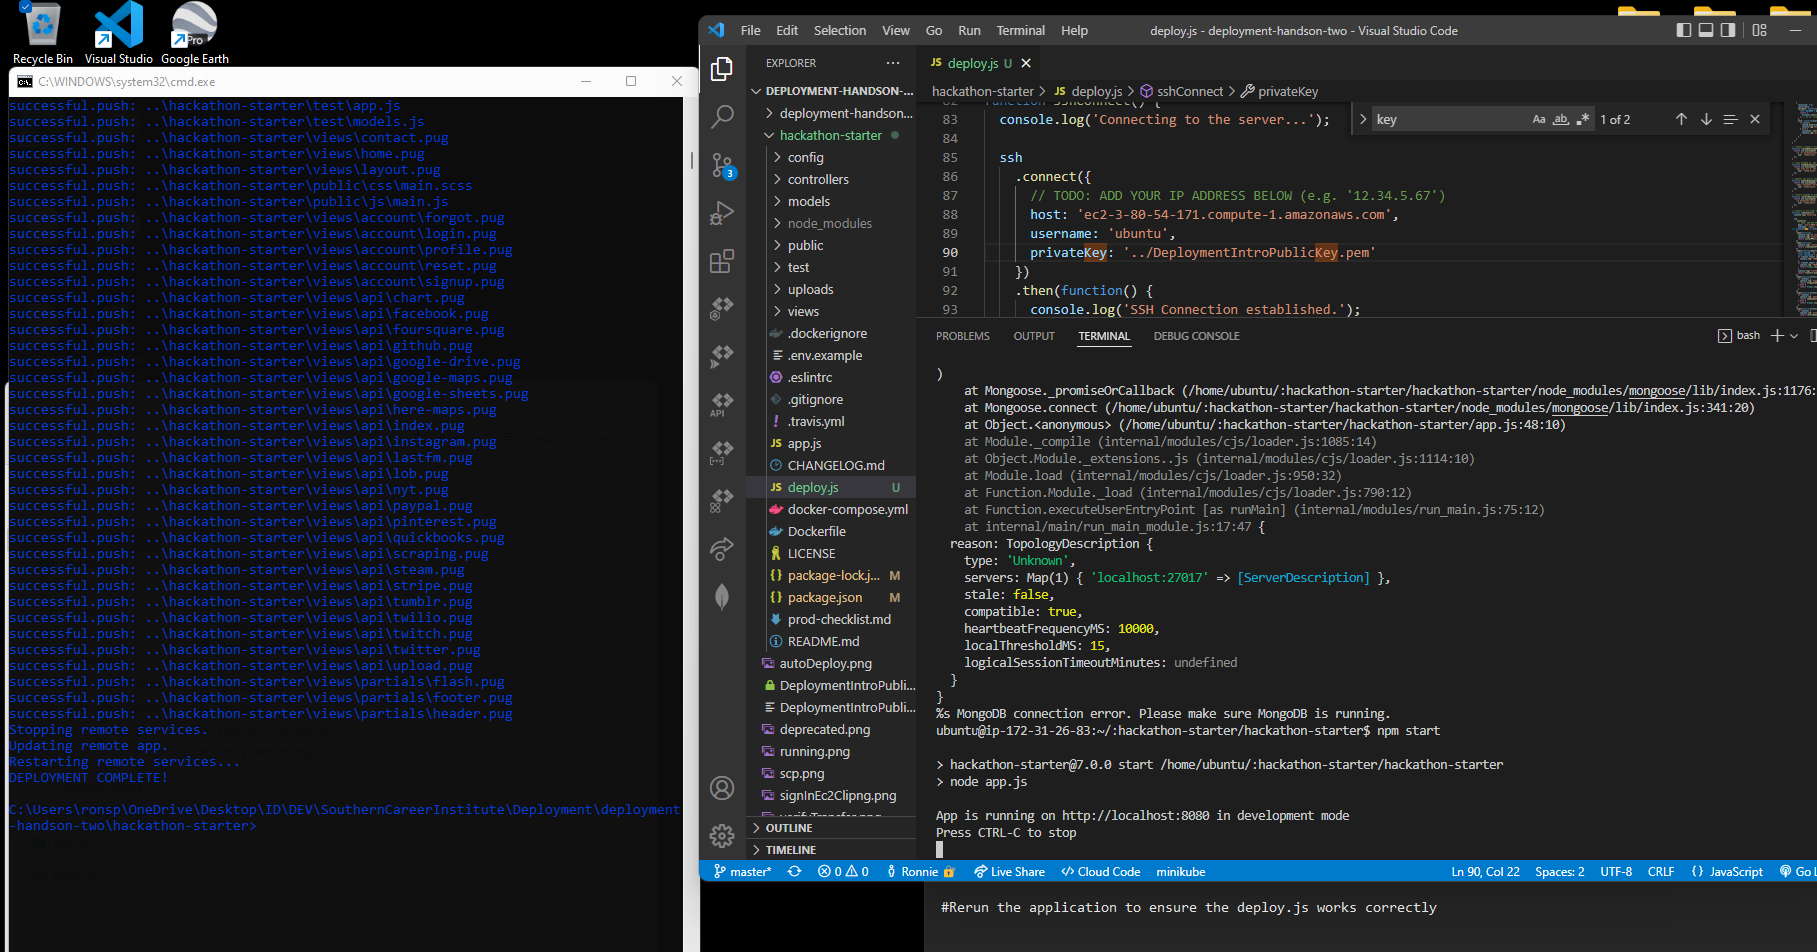 Recycle Bin
Visual Studio
Google Earth
Pro
C:\WINDOWS\system32\cmd.exe
successful.push: ..\hackathon-starter\test\app.js
successful.push: ..\hackathon-starter\test\models.js
successful.push: ..\hackathon-starter\views\contact.pug
successful.push: ..\hackathon-starter\views\home.pug
successful.push: ..\hackathon-starter\views\layout.pug
successful.push: ..\hackathon-starter\public\css\main.scss
successful.push: ..\hackathon-starter\public\js\main.js
successful.push: ..\hackathon-starter\views\account\forgot.pug
successful.push: ..\hackathon-starter\views\account\login.pug
successful.push: ..\hackathon-starter\views\account\profile.pug
successful.push: ..\hackathon-starter\views\account\reset.pug
successful.push: ..\hackathon-starter\views\account\signup.pug
successful.push: ..\hackathon-starter\views\api\chart.pug
successful.push: ..\hackathon-starter\views\api\facebook.pug
successful.push: ..\hackathon-starter\views\api\foursquare.pug
successful.push: ..\hackathon-starter\views\api\github.pug
successful.push: ..\hackathon-starter\views\api\google-drive.pug
successful.push: ..\hackathon-starter\views\api\google-maps.pug
successful.push: ..\hackathon-starter\views\api\google-sheets.pug
successful.push: ..\hackathon-starter\views\api\here-maps.pug
successful.push: ..\hackathon-starter\views\api\index.pug
successful.push: ..\hackathon-starter\views\api\instagram.pug
successful.push: ..\hackathon-starter\views\api\lastfm.pug
successful.push: ..\hackathon-starter\views\api\lob.pug
successful.push: ..\hackathon-starter\views\api\nyt.pug
successful.push: ..\hackathon-starter\views\api\paypal.pug
successful.push: ..\hackathon-starter\views\api\pinterest.pug
successful.push: ..\hackathon-starter\views\api\quickbooks.pug
successful.push: ..\hackathon-starter\views\api\scraping.pug
successful.push: ..\hackathon-starter\views\api\steam.pug
successful.push: ..\hackathon-starter\views\api\stripe.pug
successful.push: ..\hackathon-starter\views\api\tumblr.pug
successful.push: ..\hackathon-starter\views\api\twilio.pug
successful.push: ..\hackathon-starter\views\api\twitch.pug
successful.push: ..\hackathon-starter\views\api\twitter.pug
successful.push: ..\hackathon-starter\views\api\upload.pug
successful.push: ..\hackathon-starter\views\partials\flash.pug
successful.push: ..\hackathon-starter\views\partials\footer.pug
successful.push: ..\hackathon-starter\views\partials\header.pug
Stopping remote services.
Updating remote app.
Restarting remote services...
DEPLOYMENT COMPLETE!
C:\Users\ronsp\OneDrive\Desktop\ID\DEV\SouthernCareerInstitute\Deployment\deployment
-handson-two\hackathon-starter>
File Edit Selection View Go Run Terminal Help
deploy.js - deployment-handson-two - Visual Studio Code
EXPLORER
DEPLOYMENT-HANDSON-...
deployment-handson...
hackathon-starter
config
controllers
models
node_modules
public
test
uploads
views
.dockerignore
.env.example
.eslintrc
.gitignore
.travis.yml
JS app.js
CHANGELOG.md
JS deploy.js U
docker-compose.yml
Dockerfile
LICENSE
{} package-lock.j... M
{} package.json M
prod-checklist.md
README.md
autoDeploy.png
DeploymentIntroPubli...
DeploymentIntroPubli...
deprecated.png
running.png
scp.png
signInEc2Clipng.png
verifyTransfer.png
OUTLINE
TIMELINE
3
API
JS deploy.js U
hackathon-starter > JS deploy.js > sshConnect > privateKey
key
Aa ab
1 of 2
82 function sshConnect() {
83 console.log('Connecting to the server...');
84
85 ssh
86 .connect({
87 // TODO: ADD YOUR IP ADDRESS BELOW (e.g. '12.34.5.67')
88 host: 'ec2-3-80-54-171.compute-1.amazonaws.com',
89 username: 'ubuntu',
90 privateKey: '../DeploymentIntroPublicKey.pem'
91 })
92 .then(function() {
93 console.log('SSH Connection established.');
PROBLEMS OUTPUT TERMINAL DEBUG CONSOLE
bash
)
at Mongoose._promiseOrCallback (/home/ubuntu/:hackathon-starter/hackathon-starter/node_modules/mongoose/lib/index.js:1176:
at Mongoose.connect (/home/ubuntu/:hackathon-starter/hackathon-starter/node_modules/mongoose/lib/index.js:341:20)
at Object.<anonymous> (/home/ubuntu/:hackathon-starter/hackathon-starter/app.js:48:10)
at Module._compile (internal/modules/cjs/loader.js:1085:14)
at Object.Module._extensions..js (internal/modules/cjs/loader.js:1114:10)
at Module.load (internal/modules/cjs/loader.js:950:32)
at Function.Module._load (internal/modules/cjs/loader.js:790:12)
at Function.executeUserEntryPoint [as runMain] (internal/modules/run_main.js:75:12)
at internal/main/run_main_module.js:17:47 {
reason: TopologyDescription {
type: 'Unknown',
servers: Map(1) { 'localhost:27017' => [ServerDescription] },
stale: false,
compatible: true,
heartbeatFrequencyMS: 10000,
localThresholdMS: 15,
logicalSessionTimeoutMinutes: undefined
}
}
%s MongoDB connection error. Please make sure MongoDB is running.
ubuntu@ip-172-31-26-83:~/:hackathon-starter/hackathon-starter$ npm start
> hackathon-starter@7.0.0 start /home/ubuntu/:hackathon-starter/hackathon-starter
> node app.js
App is running on http://localhost:8080 in development mode
Press CTRL-C to stop
master* 0 0 Ronnie Live Share Cloud Code minikube
Ln 90, Col 22 Spaces: 2 UTF-8 CRLF {} JavaScript Go L
#Rerun the application to ensure the deploy.js works correctly